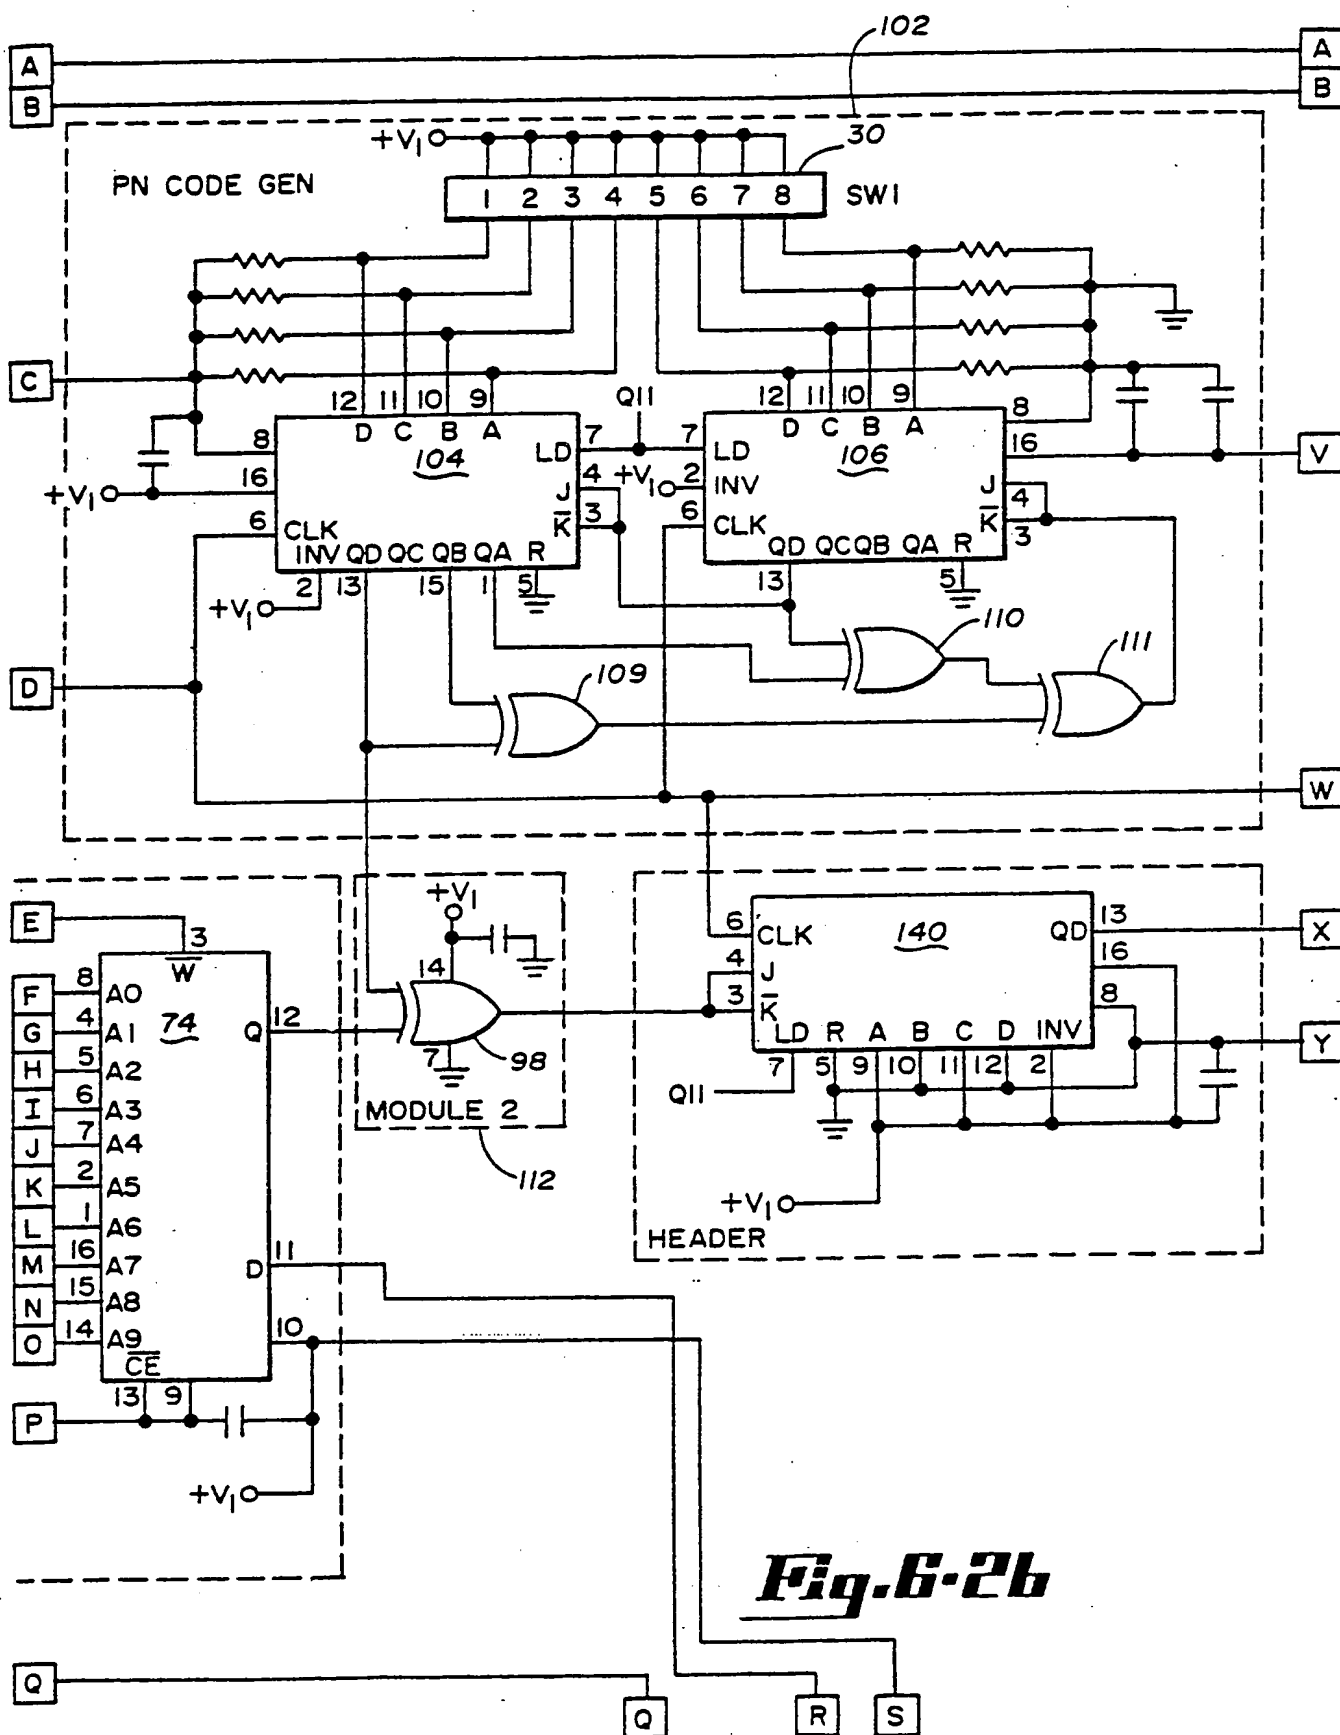 102
A
A
B
B
+V1
30
PN CODE GEN
1 2 3 4 5 6 7 8
SW1
C
12 11 10 9
D C B A
Q11
12 11 10 9
D C B A
8
104
LD 7
7 LD
106
8
16
V
+V1
16
J 4
+V1 2 INV
J 4
6 CLK
K 3
6 CLK
K 3
INV QD QC QB QA R
QD QC QB QA R
2 13 15 1 5
13 5
+V1
110
111
109
D
W
+V1
E
3
W
6 CLK
140
QD 13
X
14
4 J
16
F 8 A0
G 4 A1
74
Q 12
3 K
8
H 5 A2
7
98
LD R A B C D INV
Y
I 6 A3
7 5 9 10 11 12 2
J 7 A4
MODULE 2
Q11
K 2 A5
112
L 1 A6
+V1
HEADER
M 16 A7
D 11
N 15 A8
O 14 A9
10
CE
13 9
P
+V1
Fig.6-2b
Q
Q
R
S